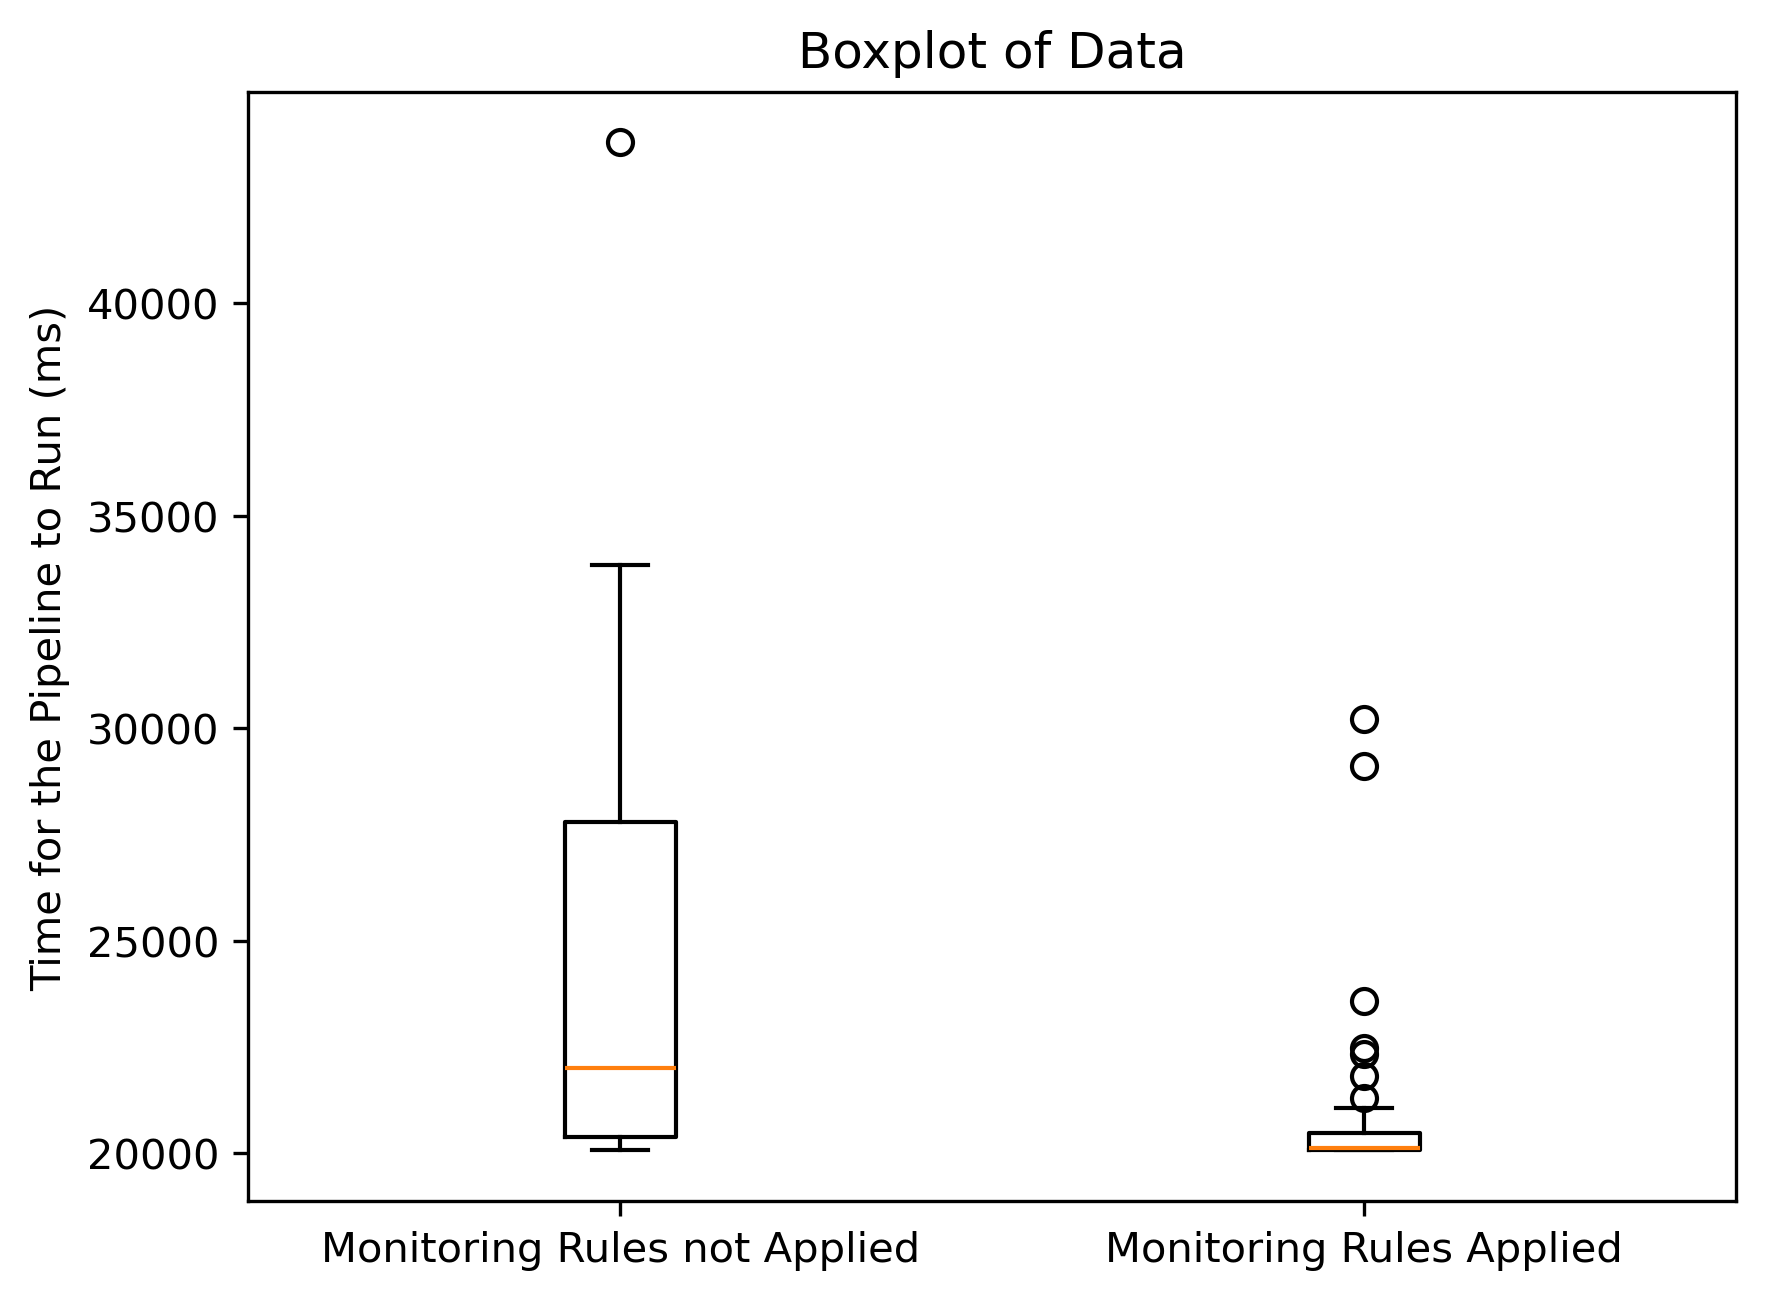 Boxplot of Data
Time for the Pipeline to Run (ms)
40000
35000
30000
25000
20000
Monitoring Rules not Applied
Monitoring Rules Applied